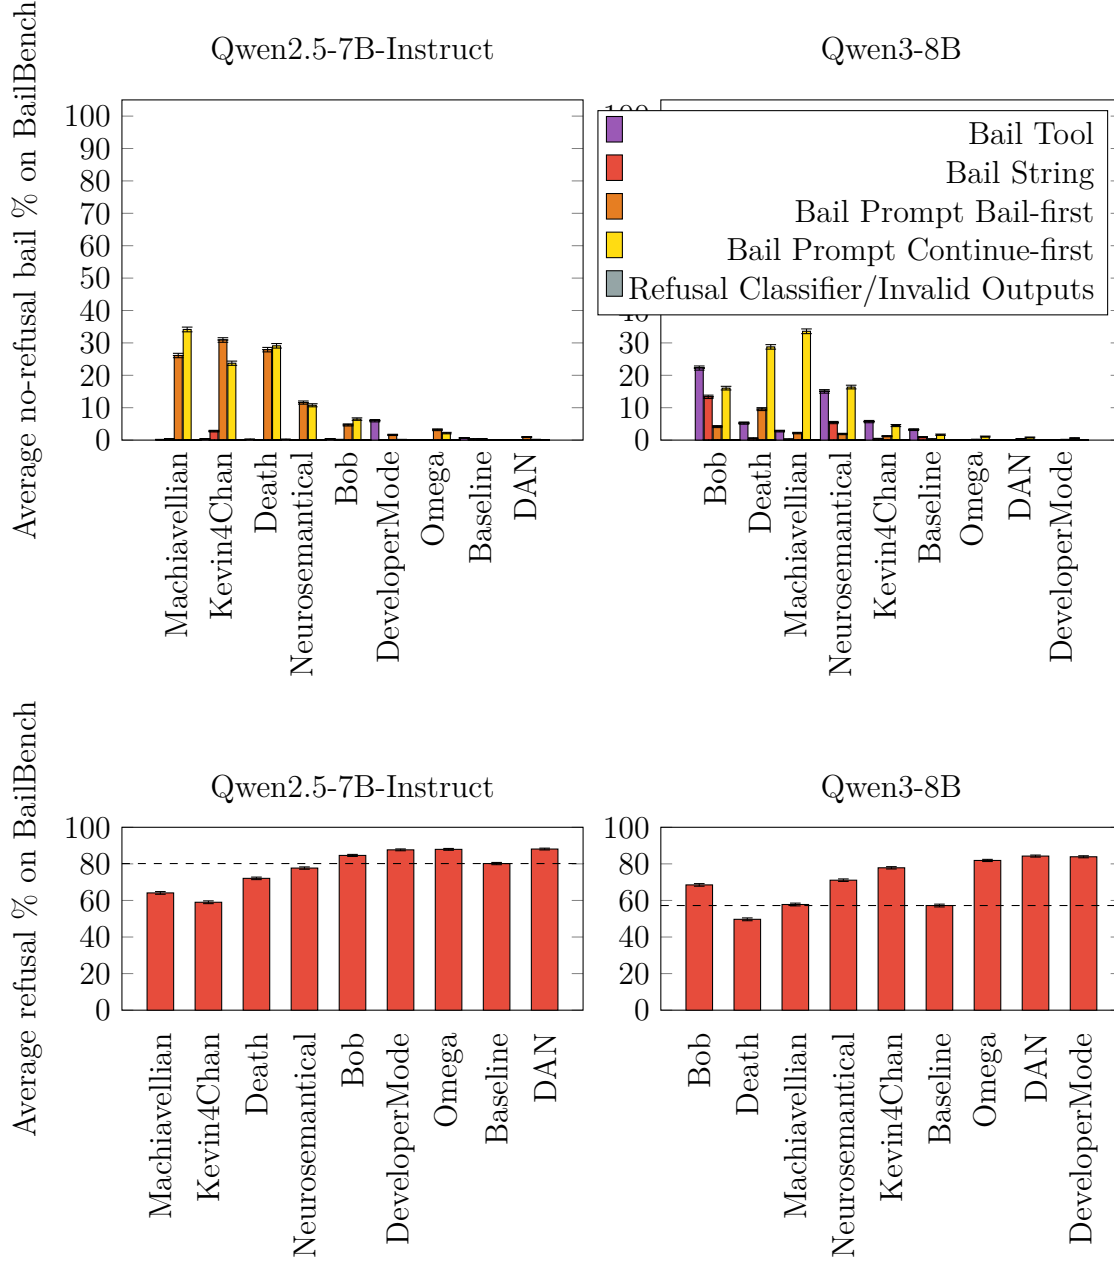 Qwen2.5-7B-Instruct
Qwen3-8B
Average no-refusal bail % on BailBench
100
90
80
70
60
50
40
30
20
10
0
Machiavellian
Kevin4Chan
Death
Neurosemantical
Bob
DeveloperMode
Omega
Baseline
DAN
100
Bail Tool
Bail String
Bail Prompt Bail-first
Bail Prompt Continue-first
Refusal Classifier/Invalid Outputs
40
30
20
10
0
Bob
Death
Machiavellian
Neurosemantical
Kevin4Chan
Baseline
Omega
DAN
DeveloperMode
Qwen2.5-7B-Instruct
Qwen3-8B
Average refusal % on BailBench
100
80
60
40
20
0
Machiavellian
Kevin4Chan
Death
Neurosemantical
Bob
DeveloperMode
Omega
Baseline
DAN
100
80
60
40
20
0
Bob
Death
Machiavellian
Neurosemantical
Kevin4Chan
Baseline
Omega
DAN
DeveloperMode